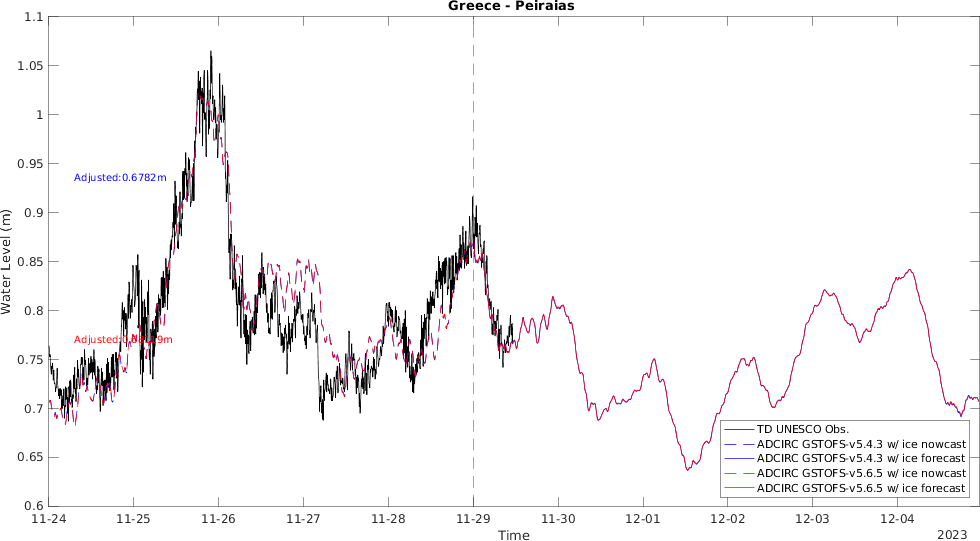 Greece - Peiraias
1.1
1.05
1
0.95
0.9
0.85
0.8
0.75
0.7
0.65
0.6
Water Level (m)
Adjusted:0.6782m
TD UNESCO Obs.
ADCIRC GSTOFS-v5.4.3 w/ ice nowcast
ADCIRC GSTOFS-v5.4.3 w/ ice forecast
ADCIRC GSTOFS-v5.6.5 w/ ice nowcast
ADCIRC GSTOFS-v5.6.5 w/ ice forecast
11-24 11-25 11-26 11-27 11-28 11-29 11-30 12-01 12-02 12-03 12-04
Time
2023